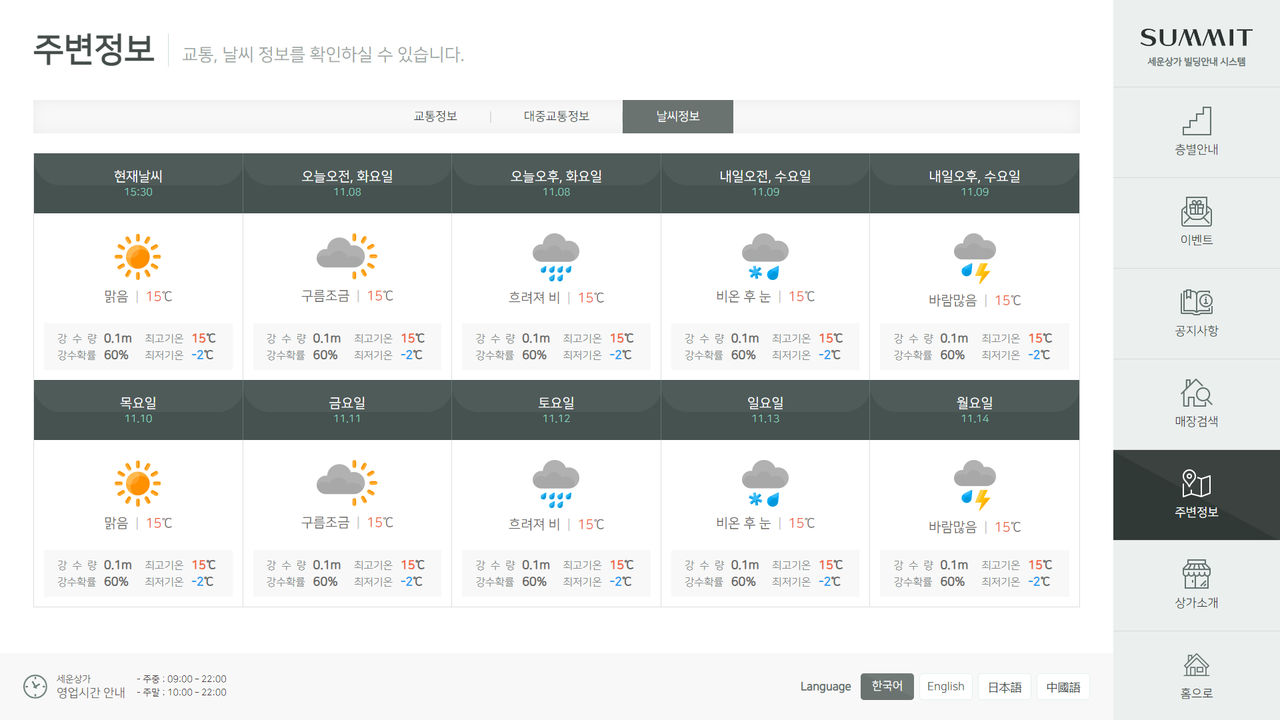 주변정보
교통, 날씨 정보를 확인하실 수 있습니다.
교통정보 | 대중교통정보 날씨정보
현재날씨
15:30
오늘오전, 화요일
11.08
오늘오후, 화요일
11.08
내일오전, 수요일
11.09
내일오후, 수요일
11.09
맑음 | 15℃
구름조금 | 15℃
흐려져 비 | 15℃
비온 후 눈 | 15℃
바람많음 | 15℃
강 수 량 0.1m 최고기온 15℃
강수확률 60% 최저기온 -2℃
강 수 량 0.1m 최고기온 15℃
강수확률 60% 최저기온 -2℃
강 수 량 0.1m 최고기온 15℃
강수확률 60% 최저기온 -2℃
강 수 량 0.1m 최고기온 15℃
강수확률 60% 최저기온 -2℃
강 수 량 0.1m 최고기온 15℃
강수확률 60% 최저기온 -2℃
목요일
11.10
금요일
11.11
토요일
11.12
일요일
11.13
월요일
11.14
맑음 | 15℃
구름조금 | 15℃
흐려져 비 | 15℃
비온 후 눈 | 15℃
바람많음 | 15℃
강 수 량 0.1m 최고기온 15℃
강수확률 60% 최저기온 -2℃
강 수 량 0.1m 최고기온 15℃
강수확률 60% 최저기온 -2℃
강 수 량 0.1m 최고기온 15℃
강수확률 60% 최저기온 -2℃
강 수 량 0.1m 최고기온 15℃
강수확률 60% 최저기온 -2℃
강 수 량 0.1m 최고기온 15℃
강수확률 60% 최저기온 -2℃
세운상가
영업시간 안내
- 주중 : 09:00 - 22:00
- 주말 : 10:00 - 22:00
Language 한국어 English 日本語 中國語
SUMMIT
세운상가 빌딩안내 시스템
층별안내
이벤트
공지사항
매장검색
주변정보
상가소개
홈으로